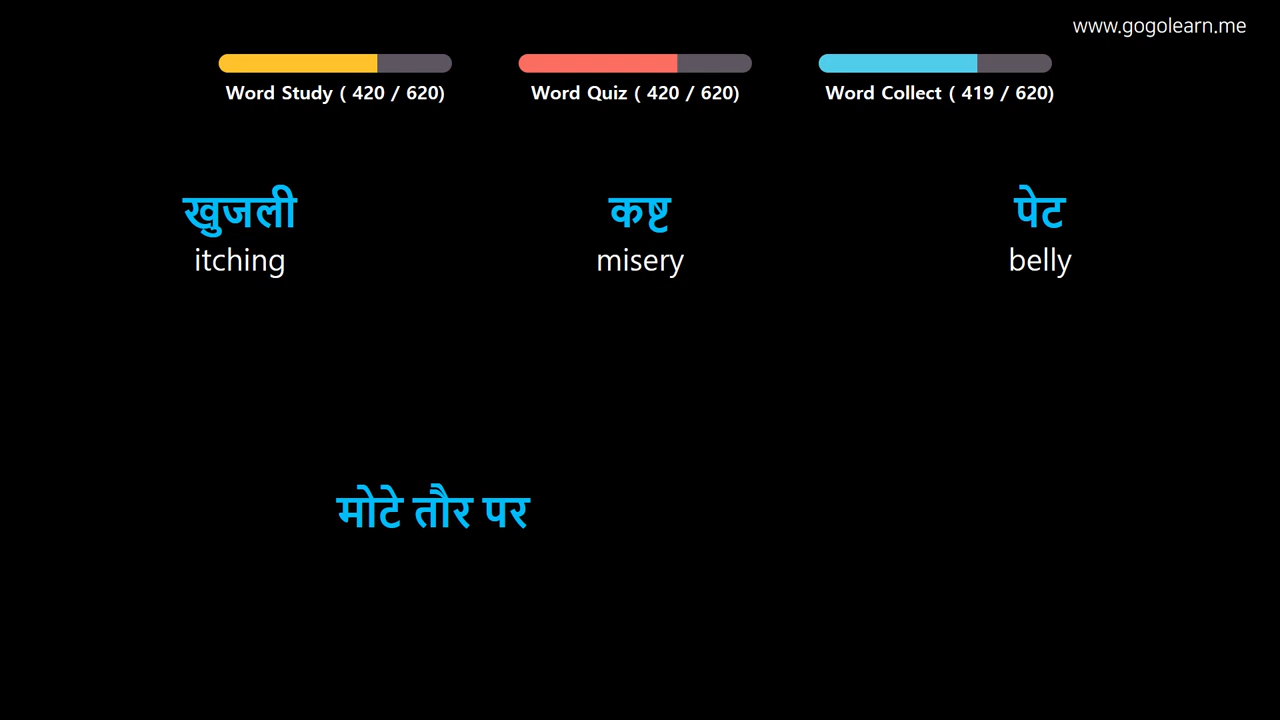 www.gogolearn.me
Word Study ( 420 / 620)
Word Quiz ( 420 / 620)
Word Collect ( 419 / 620)
खुजली
itching
कष्ट
misery
पेट
belly
मोटे तौर पर